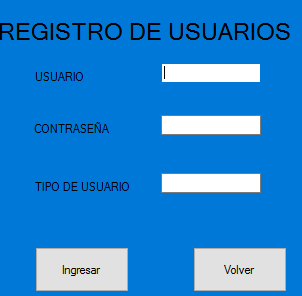 REGISTRO DE USUARIOS
USUARIO
CONTRASEÑA
TIPO DE USUARIO
Ingresar
Volver